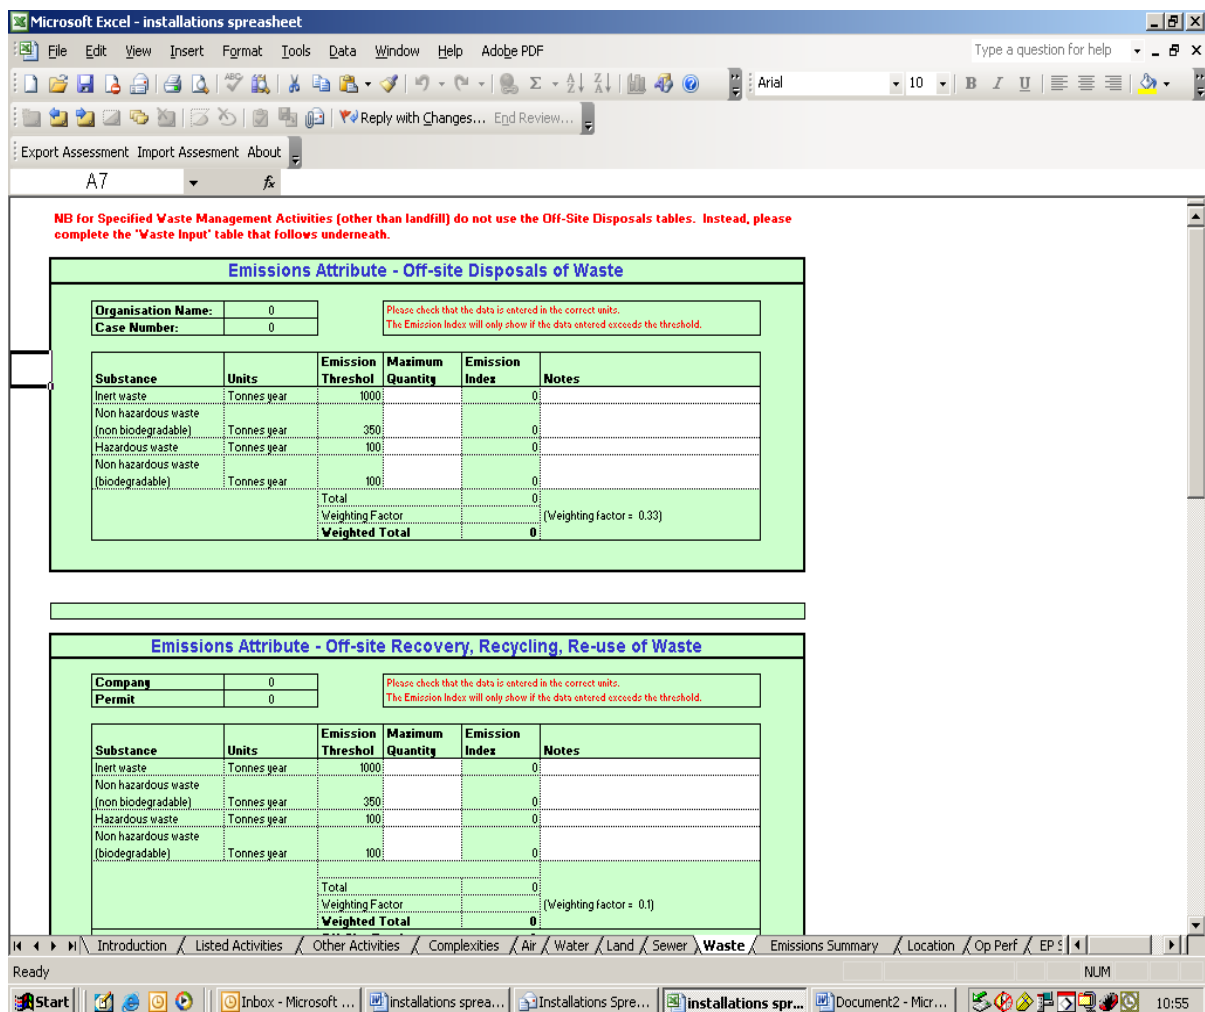 Microsoft Excel - installations spreasheet
File Edit View Insert Format Tools Data Window Help Adobe PDF Type a question for help
Arial 10 B I U
Reply with Changes... End Review...
Export Assessment Import Assesment About
A7 fx
NB for Specified Waste Management Activities (other than landfill) do not use the Off-Site Disposals tables. Instead, please
complete the 'Waste Input' table that follows underneath.
Emissions Attribute - Off-site Disposals of Waste
Organisation Name: 0 Please check that the data is entered in the correct units.
Case Number: 0 The Emission Index will only show if the data entered exceeds the threshold.
Emission Maximum Emission
Substance Units Threshol Quantity Index Notes
Inert waste Tonnes year 1000 0
Non hazardous waste
(non biodegradable) Tonnes year 350 0
Hazardous waste Tonnes year 100 0
Non hazardous waste
(biodegradable) Tonnes year 100 0
Total 0
Weighting Factor (Weighting factor = 0.33)
Weighted Total 0
Emissions Attribute - Off-site Recovery, Recycling, Re-use of Waste
Company 0 Please check that the data is entered in the correct units.
Permit 0 The Emission Index will only show if the data entered exceeds the threshold.
Emission Maximum Emission
Substance Units Threshol Quantity Index Notes
Inert waste Tonnes year 1000 0
Non hazardous waste
(non biodegradable) Tonnes year 350 0
Hazardous waste Tonnes year 100 0
Non hazardous waste
(biodegradable) Tonnes year 100 0
Total 0
Weighting Factor (Weighting factor = 0.1)
Weighted Total 0
Introduction Listed Activities Other Activities Complexities Air Water Land Sewer Waste Emissions Summary Location Op Perf EP S
Ready NUM
Start Inbox - Microsoft ... installations sprea... Installations Spre... installations spr... Document2 - Micr... 10:55